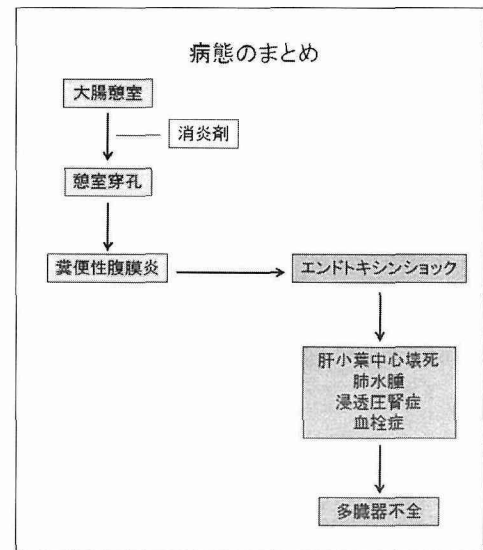 病態のまとめ
大腸憩室
消炎剤
憩室穿孔
糞便性腹膜炎
エンドトキシンショック
肝小葉中心壊死
肺水腫
浸透圧腎症
血栓症
多臓器不全